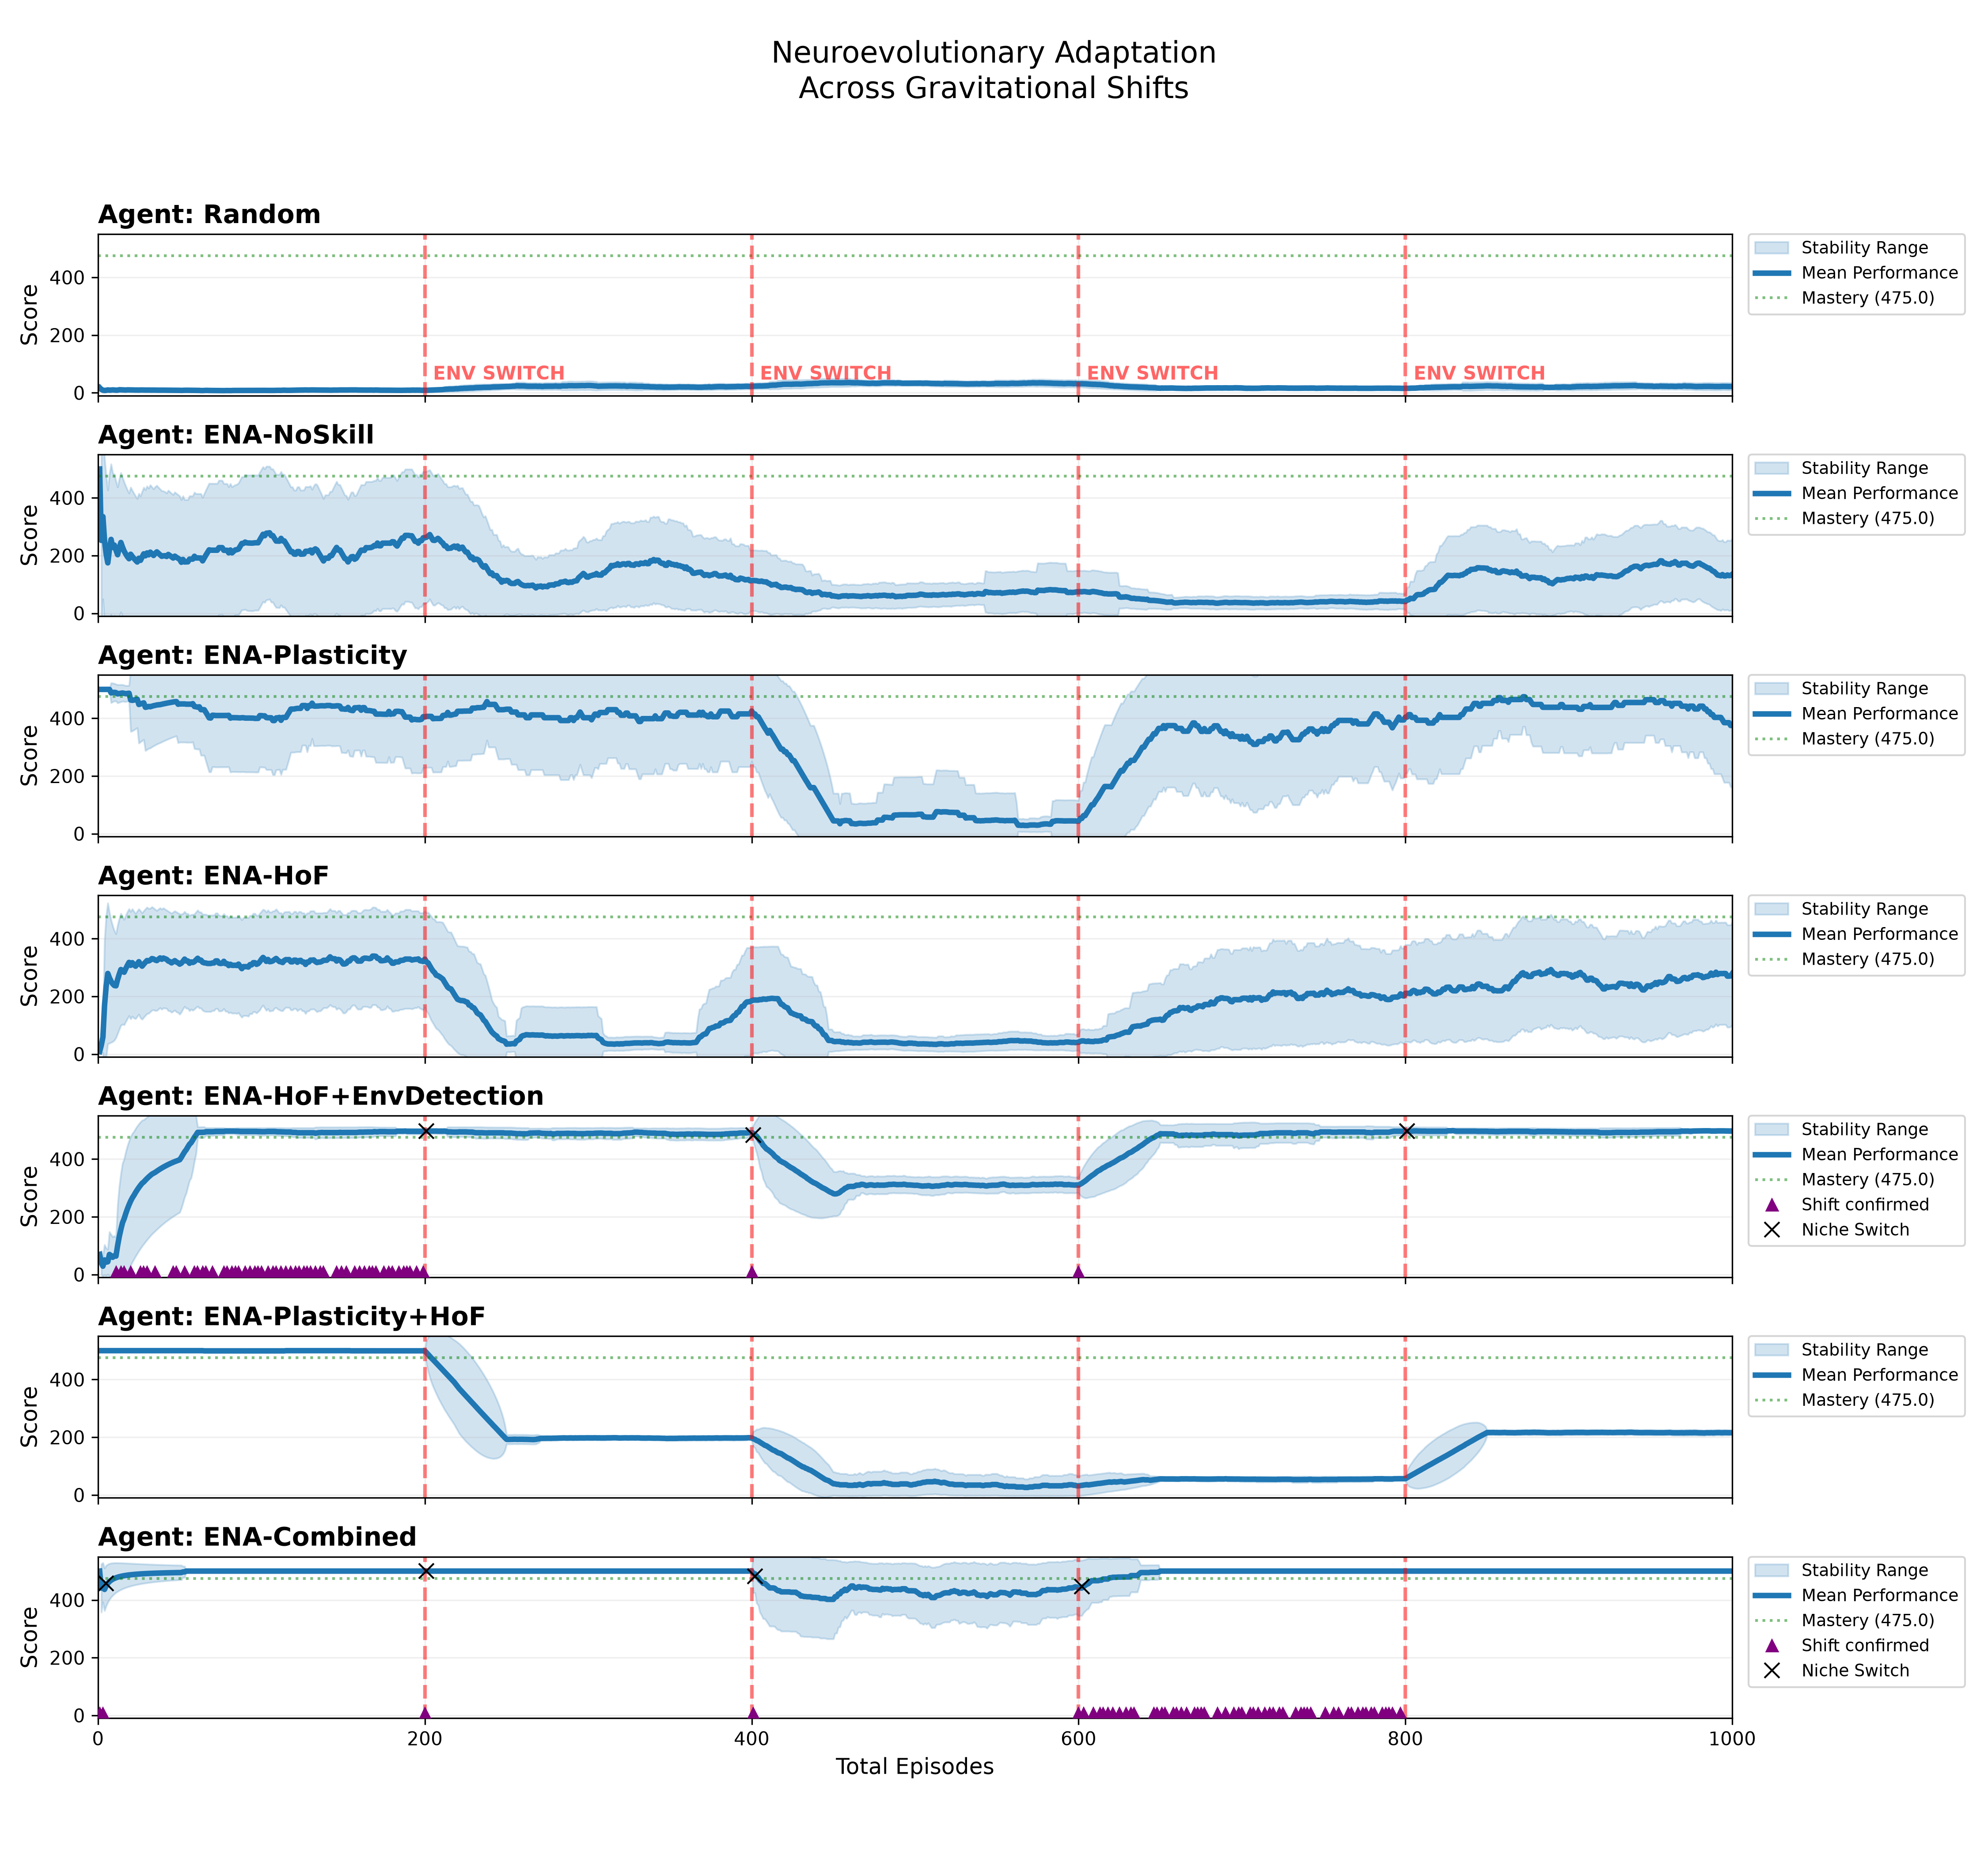 Neuroevolutionary Adaptation
Across Gravitational Shifts
Agent: Random
Score
400
200
0
ENV SWITCH
ENV SWITCH
ENV SWITCH
ENV SWITCH
Stability Range
Mean Performance
Mastery (475.0)
Agent: ENA-NoSkill
Score
400
200
0
Stability Range
Mean Performance
Mastery (475.0)
Agent: ENA-Plasticity
Score
400
200
0
Stability Range
Mean Performance
Mastery (475.0)
Agent: ENA-HoF
Score
400
200
0
Stability Range
Mean Performance
Mastery (475.0)
Agent: ENA-HoF+EnvDetection
Score
400
200
0
Stability Range
Mean Performance
Mastery (475.0)
Shift confirmed
Niche Switch
Agent: ENA-Plasticity+HoF
Score
400
200
0
Stability Range
Mean Performance
Mastery (475.0)
Agent: ENA-Combined
Score
400
200
0
Stability Range
Mean Performance
Mastery (475.0)
Shift confirmed
Niche Switch
0
200
400
600
800
1000
Total Episodes